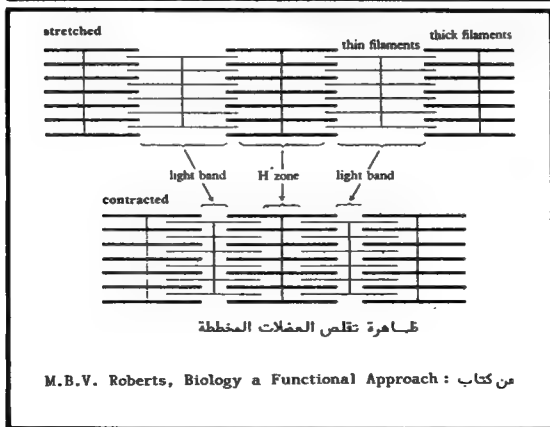 stretched
thin filaments
thick filaments
light band
H zone
light band
contracted
ظاهرة تقلص العضلات المخططة
عن كتاب : M.B.V. Roberts, Biology a Functional Approach